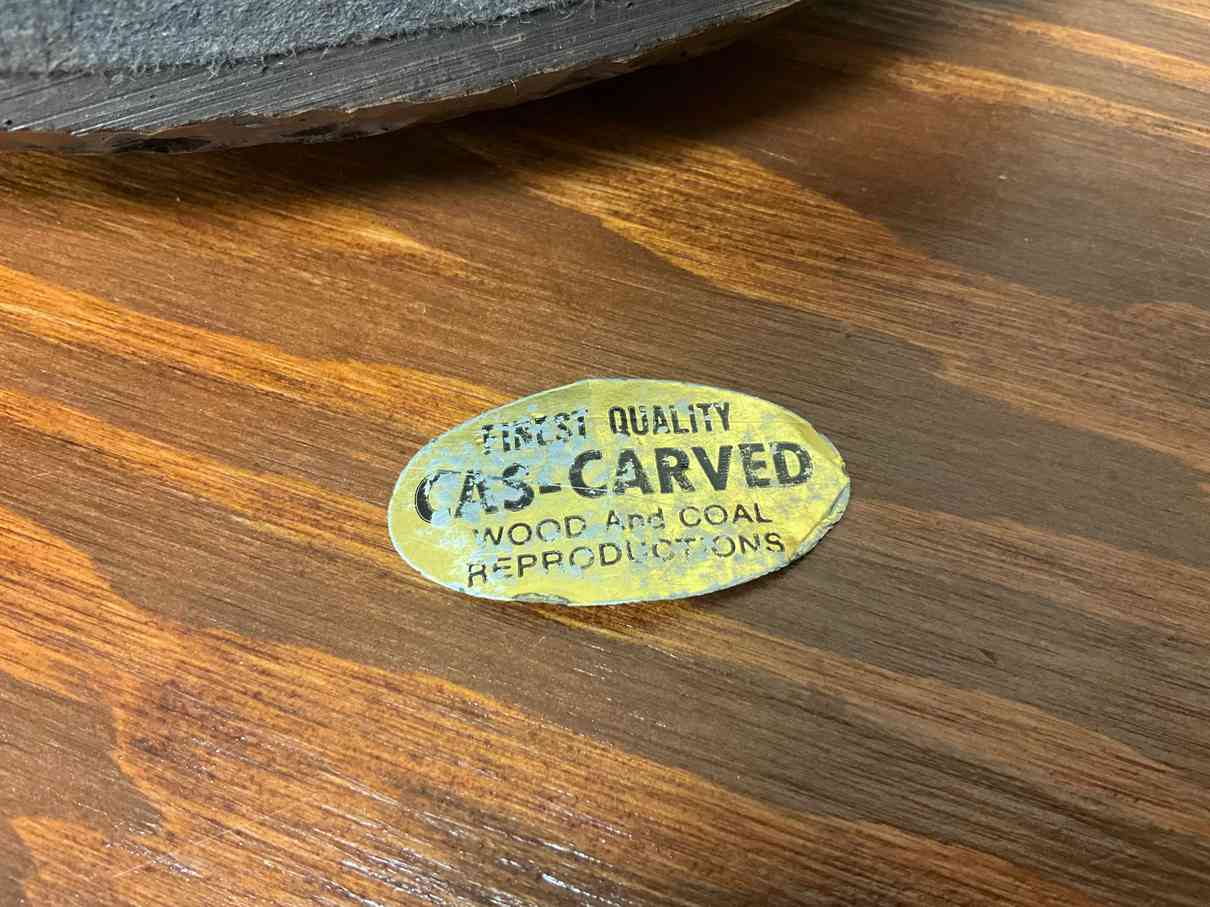 FINEST QUALITY
CAS-CARVED
WOOD And COAL
REPRODUCTIONS